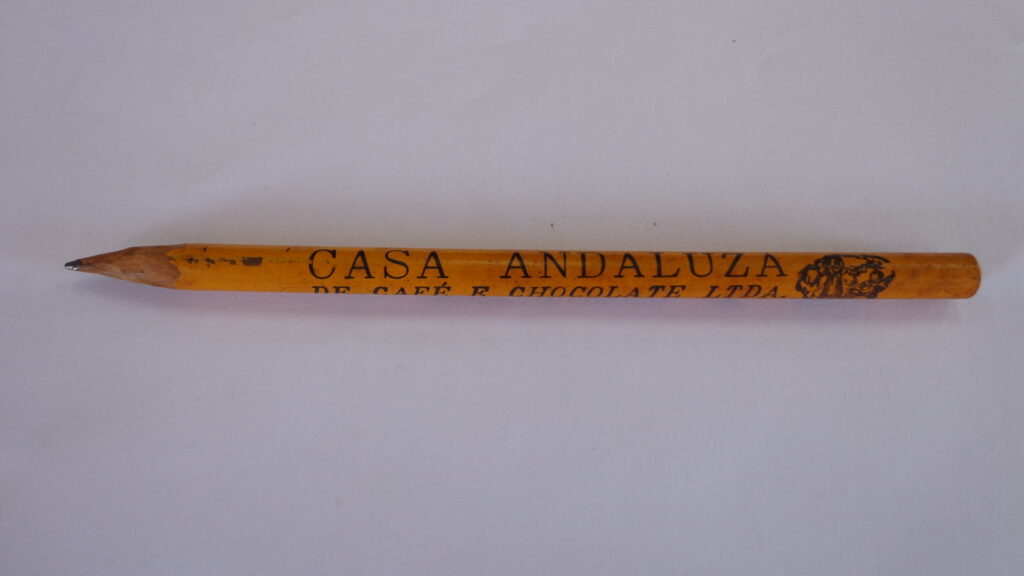 CASA ANDALUZA
DE CAFÉ E CHOCOLATE LTDA.